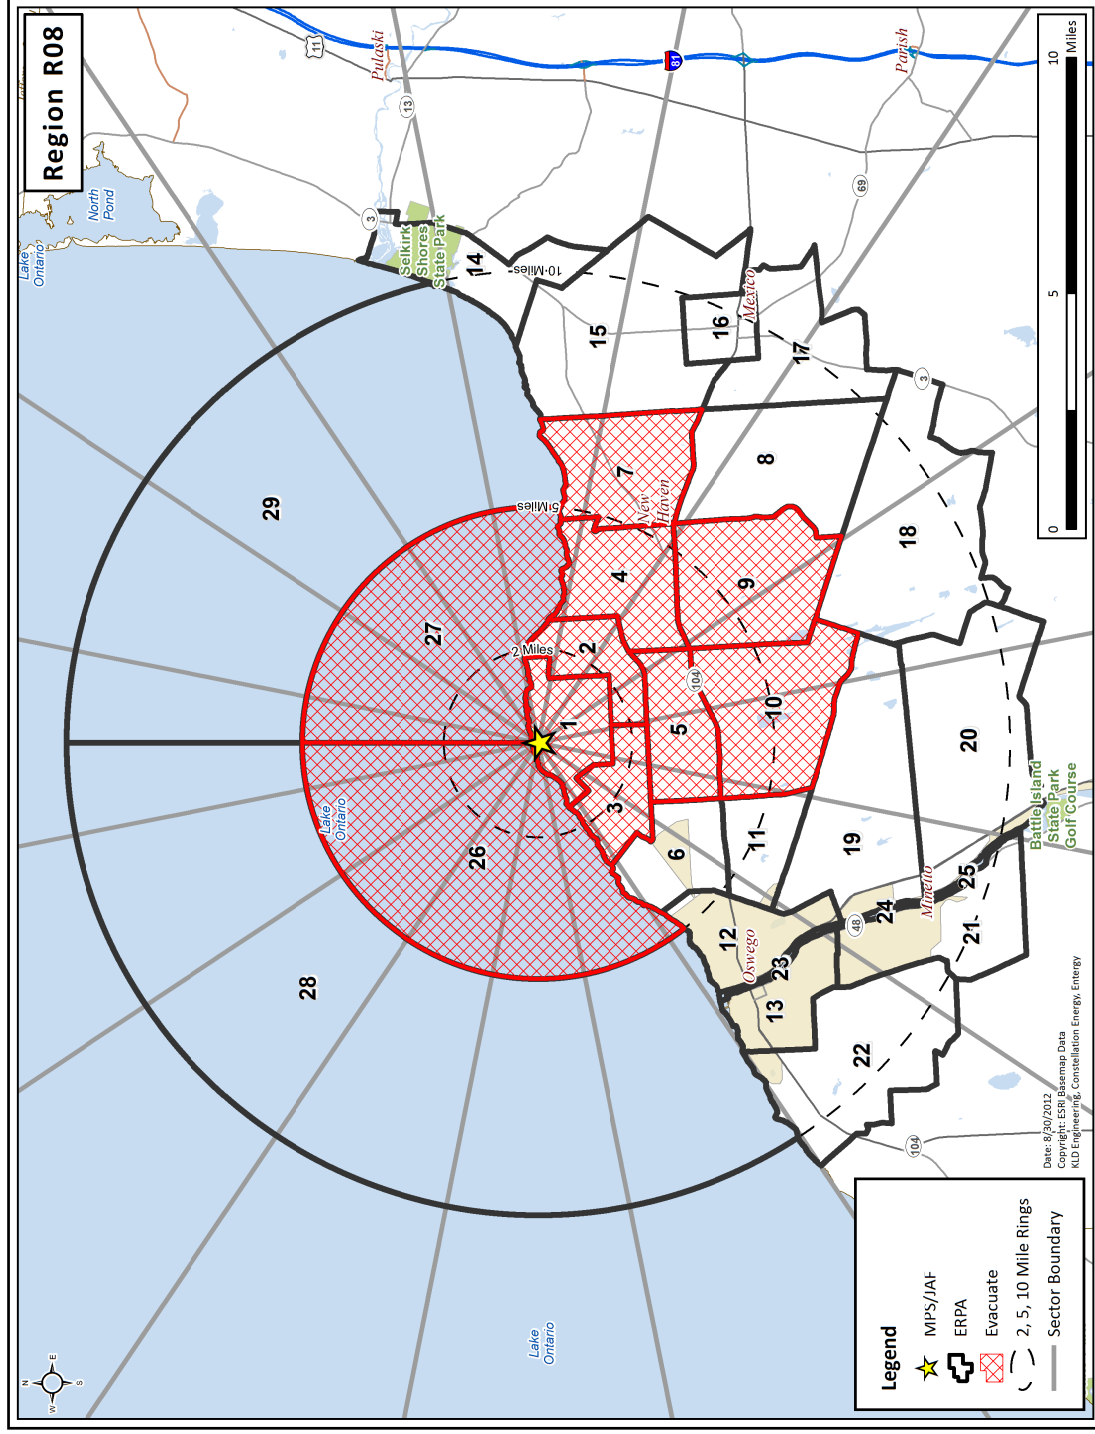 Region R08
Lake
Ontario
North
Pond
11
Pulaski
13
81
Parish
69
3
Selkirk
Shores
State Park
14
10 Miles
15
16
Mexico
17
3
29
5 Miles
7
New
Haven
8
18
27
4
9
2 Miles
2
104
1
5
10
20
Lake
Ontario
26
3
6
11
19
Battle Island
State Park
Golf Course
28
12
Oswego
23
13
48
24
Minetto
25
21
22
104
Lake
Ontario
N
E
S
W
0
5
10
Miles
Date: 8/30/2012
Copyright: ESRI Basemap Data
KLD Engineering, Constellation Energy, Entergy
Legend
MPS/JAF
ERPA
Evacuate
2, 5, 10 Mile Rings
Sector Boundary